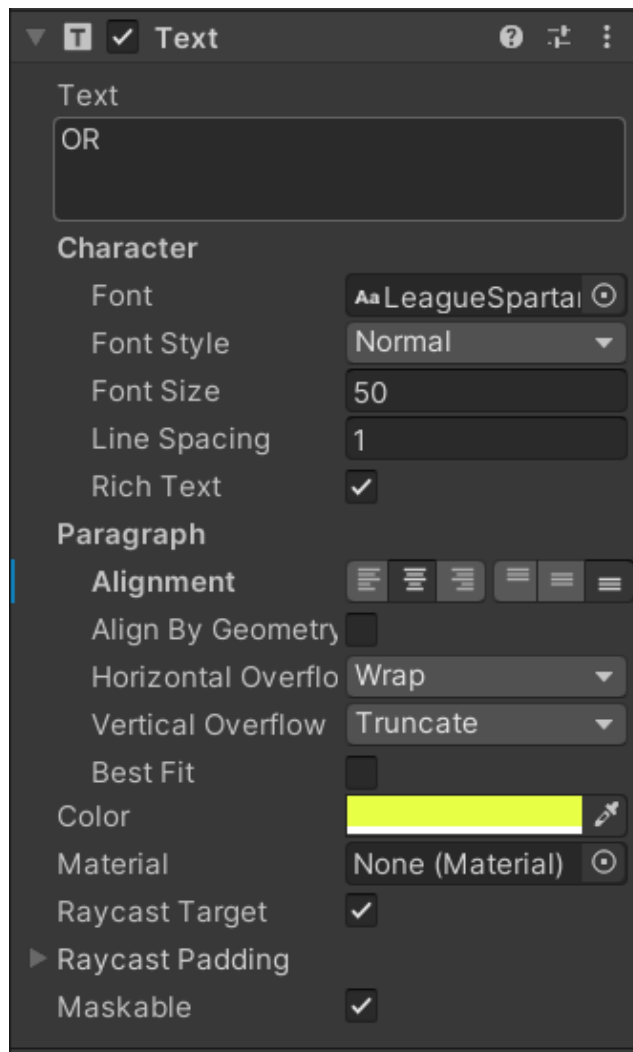 Text
Text
OR
Character
Font Aa LeagueSpartan
Font Style Normal
Font Size 50
Line Spacing 1
Rich Text
Paragraph
Alignment
Align By Geometry
Horizontal Overflo Wrap
Vertical Overflow Truncate
Best Fit
Color
Material None (Material)
Raycast Target
Raycast Padding
Maskable